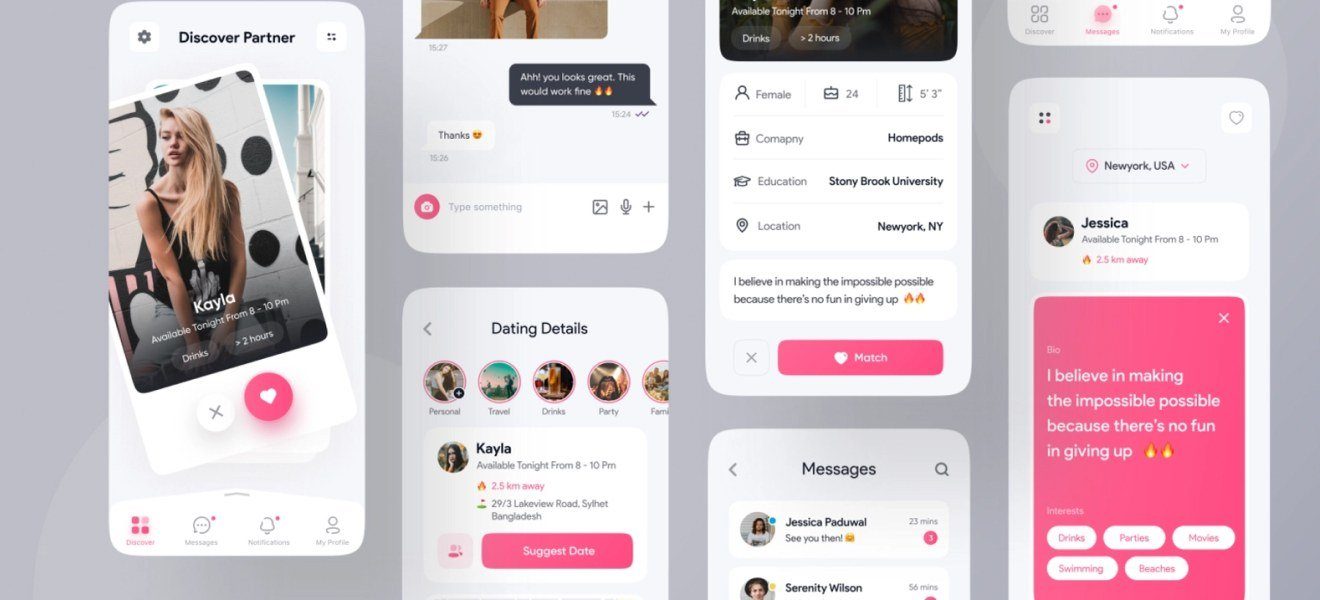 Discover Partner
Kayla
Available Tonight From 8 - 10 Pm
Drinks
> 2 hours
Discover
Messages
Notifications
My Profile
15:27
Ahh! you looks great. This
would work fine 🔥🔥
15:24
Thanks 😍
15:26
Type something
Dating Details
Personal
Travel
Drinks
Party
Fami
Kayla
Available Tonight From 8 - 10 Pm
🔥 2.5 km away
⛳ 29/3 Lakeview Road, Sylhet
Bangladesh
Suggest Date
Available Tonight From 8 - 10 Pm
Drinks
> 2 hours
Female
24
5' 3"
Comapny
Homepods
Education
Stony Brook University
Location
Newyork, NY
I believe in making the impossible possible
because there's no fun in giving up 🔥🔥
Match
Messages
Jessica Paduwal
23 mins
See you then! 🤗
3
Serenity Wilson
56 mins
Discover
Messages
Notifications
My Profile
Newyork, USA
Jessica
Available Tonight From 8 - 10 Pm
🔥 2.5 km away
Bio
I believe in making
the impossible possible
because there's no fun
in giving up 🔥🔥
Interests
Drinks
Parties
Movies
Swimming
Beaches